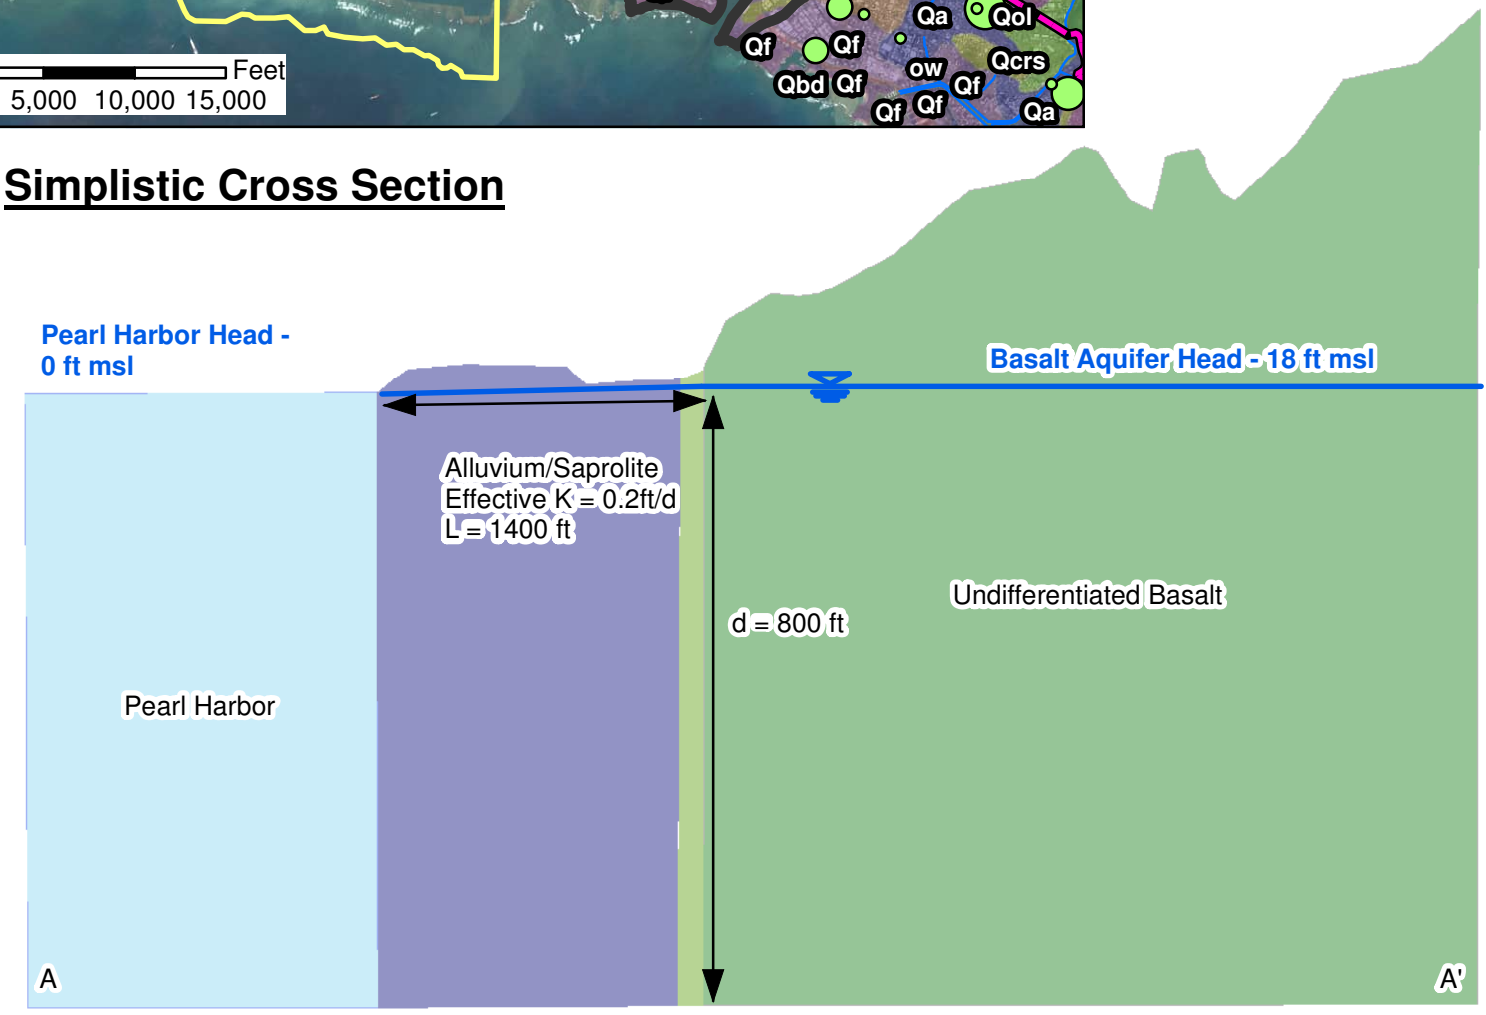 Feet
5,000 10,000 15,000
Qa
Qol
Qf
Qf
Qbd
Qf
ow
Qcrs
Qf
Qf
Qf
Qa
Simplistic Cross Section
Pearl Harbor Head -
0 ft msl
Basalt Aquifer Head - 18 ft msl
Alluvium/Saprolite
Effective K = 0.2ft/d
L = 1400 ft
Undifferentiated Basalt
d = 800 ft
Pearl Harbor
A
A'